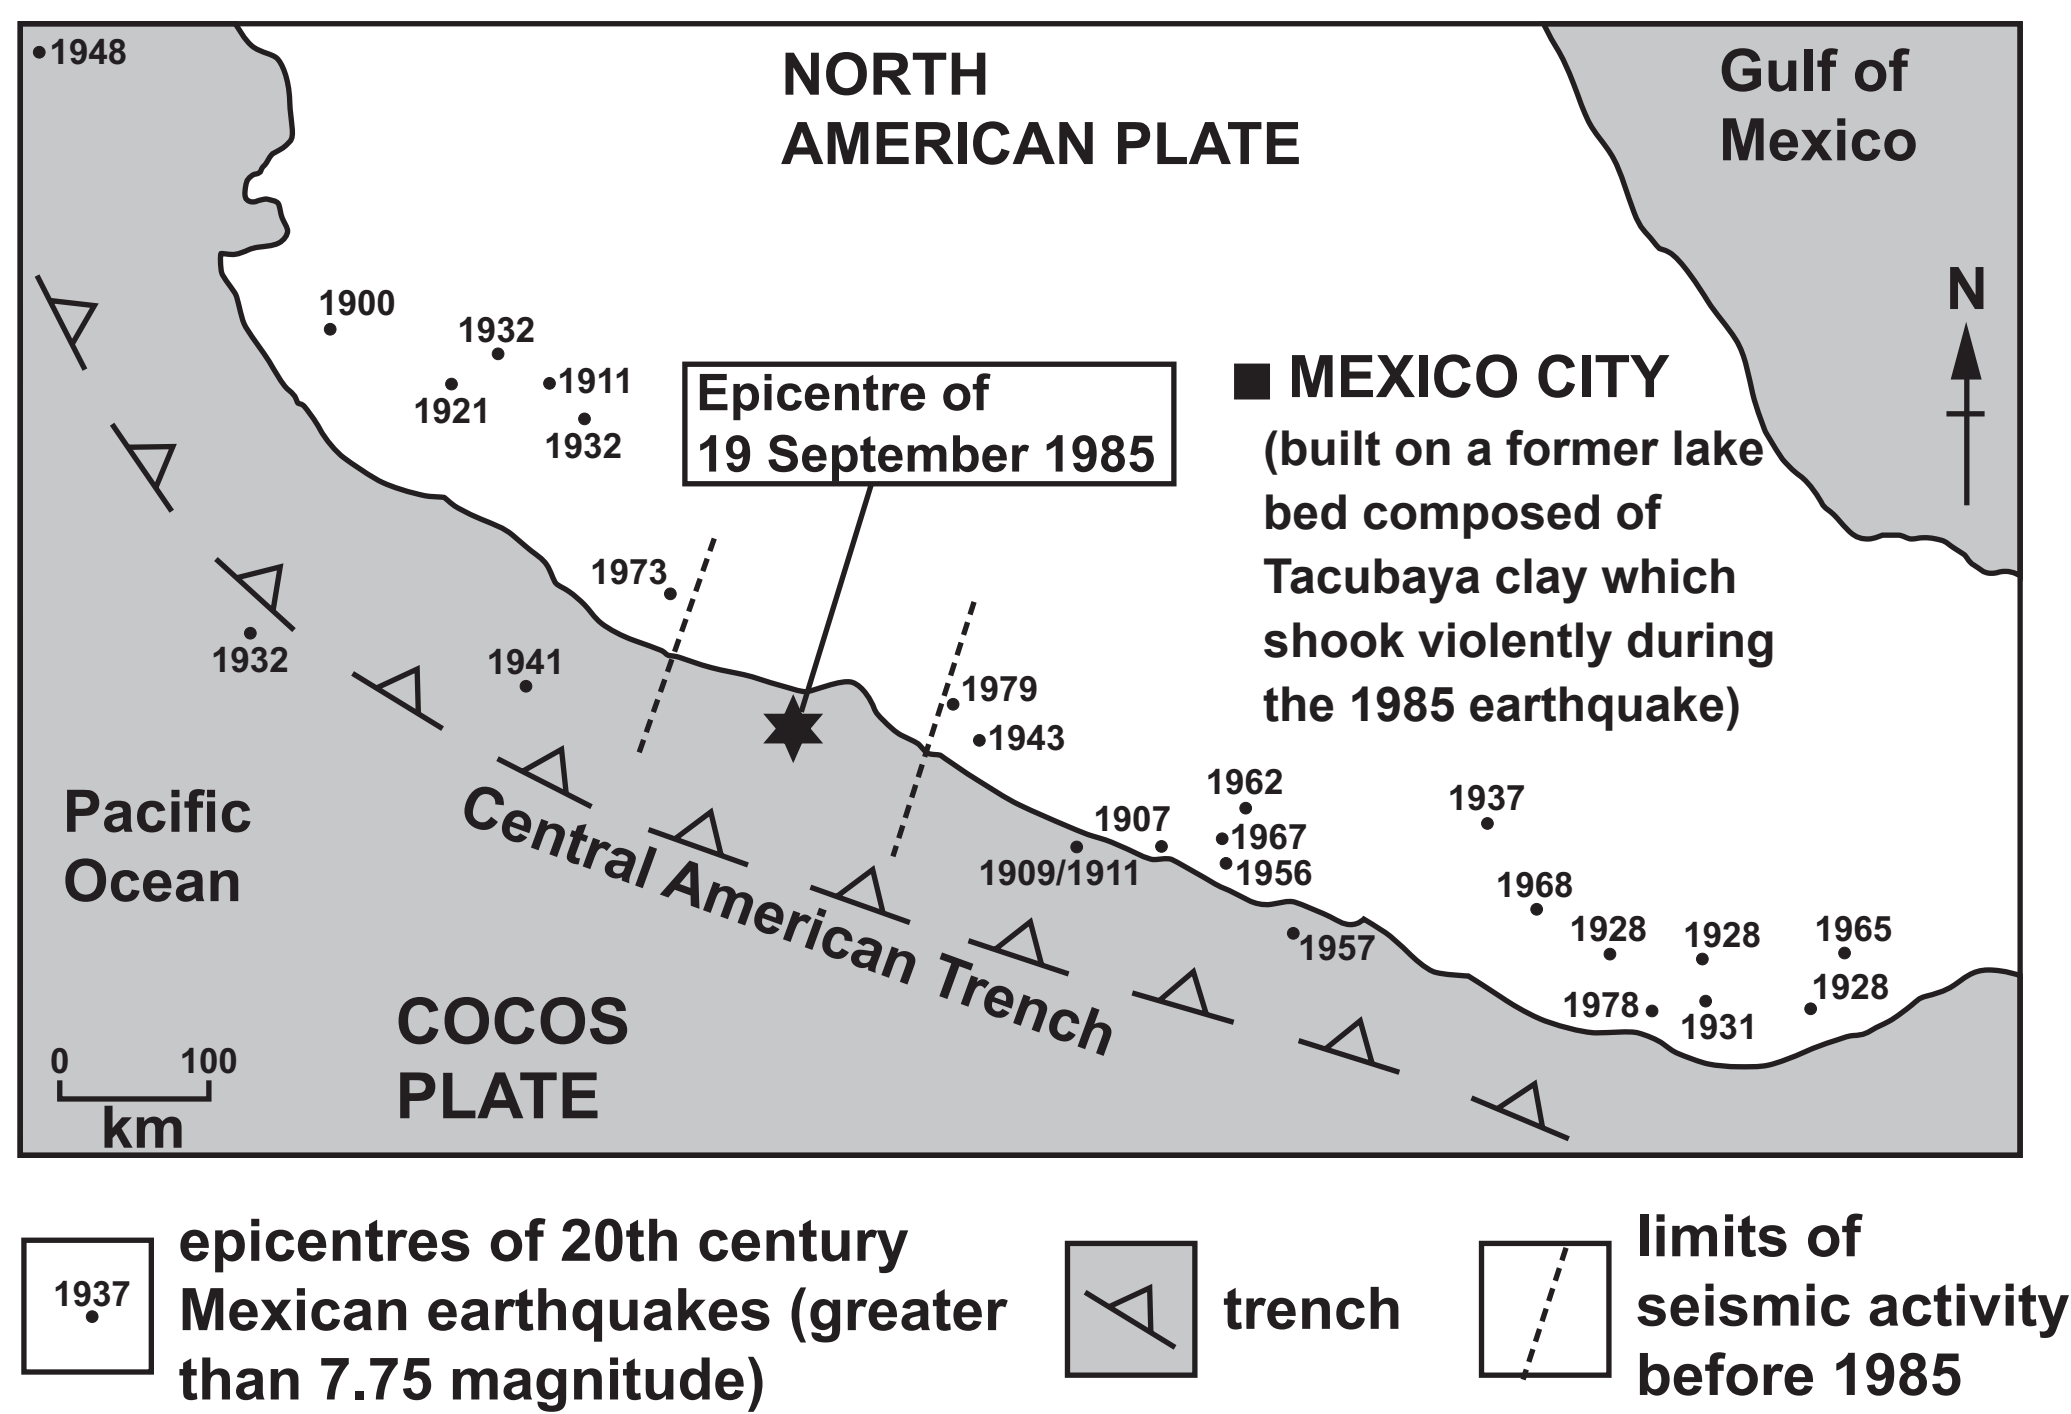 1948
NORTH
AMERICAN PLATE
Gulf of
Mexico
N
1900
1932
1911
1921
1932
Epicentre of
19 September 1985
MEXICO CITY
(built on a former lake
bed composed of
Tacubaya clay which
shook violently during
the 1985 earthquake)
1973
1932
1941
1979
1943
Pacific
Ocean
Central American Trench
1962
1907
1967
1909/1911
1956
1937
1957
1968
1928
1928
1965
1978
1931
1928
COCOS
PLATE
0 100
km
1937
epicentres of 20th century
Mexican earthquakes (greater
than 7.75 magnitude)
trench
limits of
seismic activity
before 1985